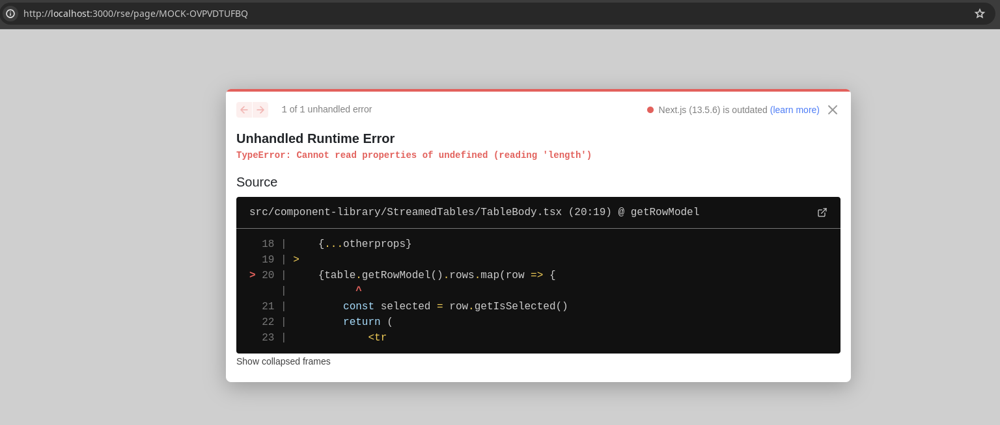 http://localhost:3000/rse/page/MOCK-OVPVDTUFBQ
1 of 1 unhandled error
Next.js (13.5.6) is outdated (learn more)
Unhandled Runtime Error
TypeError: Cannot read properties of undefined (reading 'length')
Source
src/component-library/StreamedTables/TableBody.tsx (20:19) @ getRowModel
18 |     {...otherprops}
19 | >
> 20 |     {table.getRowModel().rows.map(row => {
|           ^
21 |         const selected = row.getIsSelected()
22 |         return (
23 |             <tr
Show collapsed frames